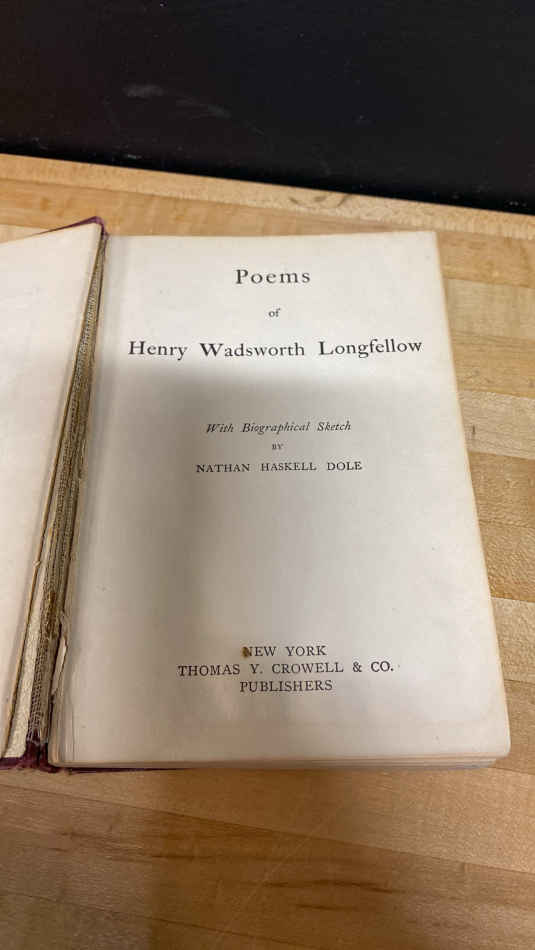 Poems
of
Henry Wadsworth Longfellow
With Biographical Sketch
BY
NATHAN HASKELL DOLE
NEW YORK
THOMAS Y. CROWELL & CO.
PUBLISHERS